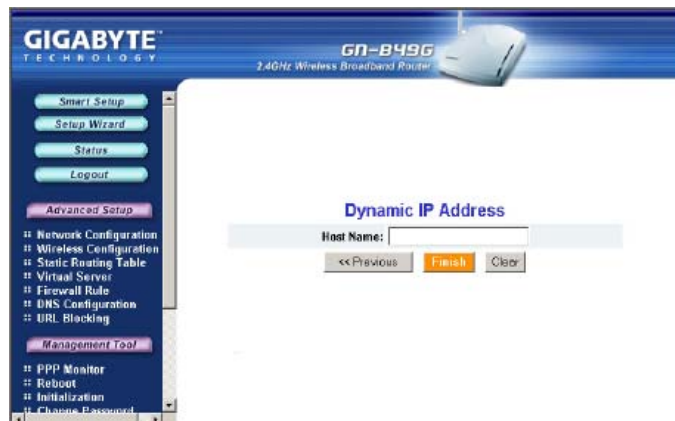 GIGABYTE
TECHNOLOGY
GN-B49G
2.4GHz Wireless Broadband Router
Smart Setup
Setup Wizard
Status
Logout
Advanced Setup
Network Configuration
Wireless Configuration
Static Routing Table
Virtual Server
Firewall Rule
DNS Configuration
URL Blocking
Management Tool
PPP Monitor
Reboot
Initialization
Change Password
Dynamic IP Address
Host Name:
<< Previous
Finish
Clear